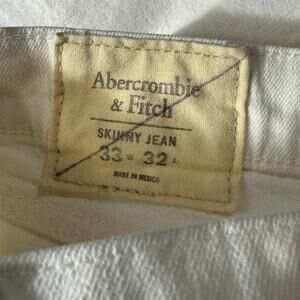 Abercrombie
& Fitch
SKINNY JEAN
33 W 32 L
MADE IN MEXICO